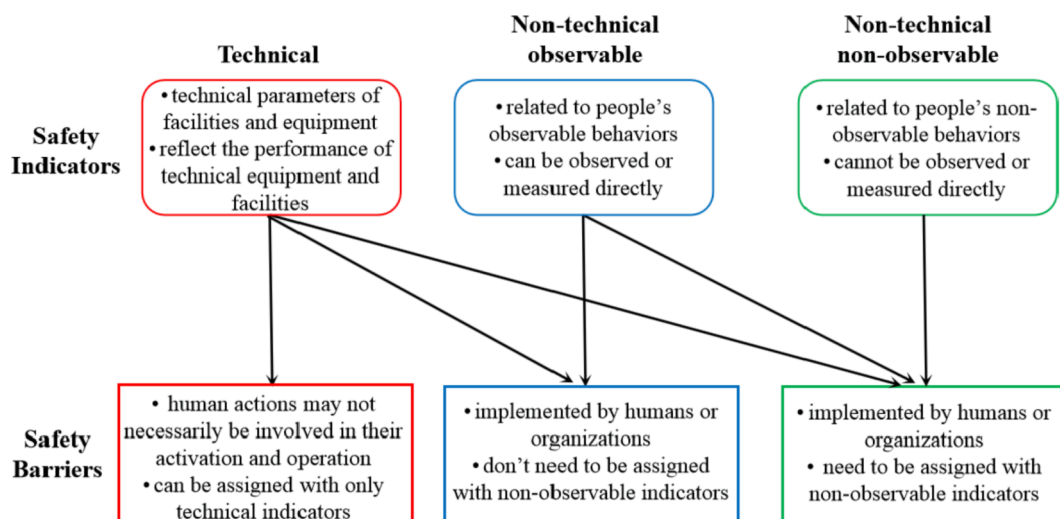 Technical
Non-technical
observable
Non-technical
non-observable
Safety
Indicators
• technical parameters of
facilities and equipment
• reflect the performance of
technical equipment and
facilities
• related to people's
observable behaviors
• can be observed or
measured directly
• related to people's non-
observable behaviors
• cannot be observed or
measured directly
Safety
Barriers
• human actions may not
necessarily be involved in their
activation and operation
• can be assigned with only
technical indicators
• implemented by humans or
organizations
• don't need to be assigned
with non-observable indicators
• implemented by humans or
organizations
• need to be assigned with
non-observable indicators